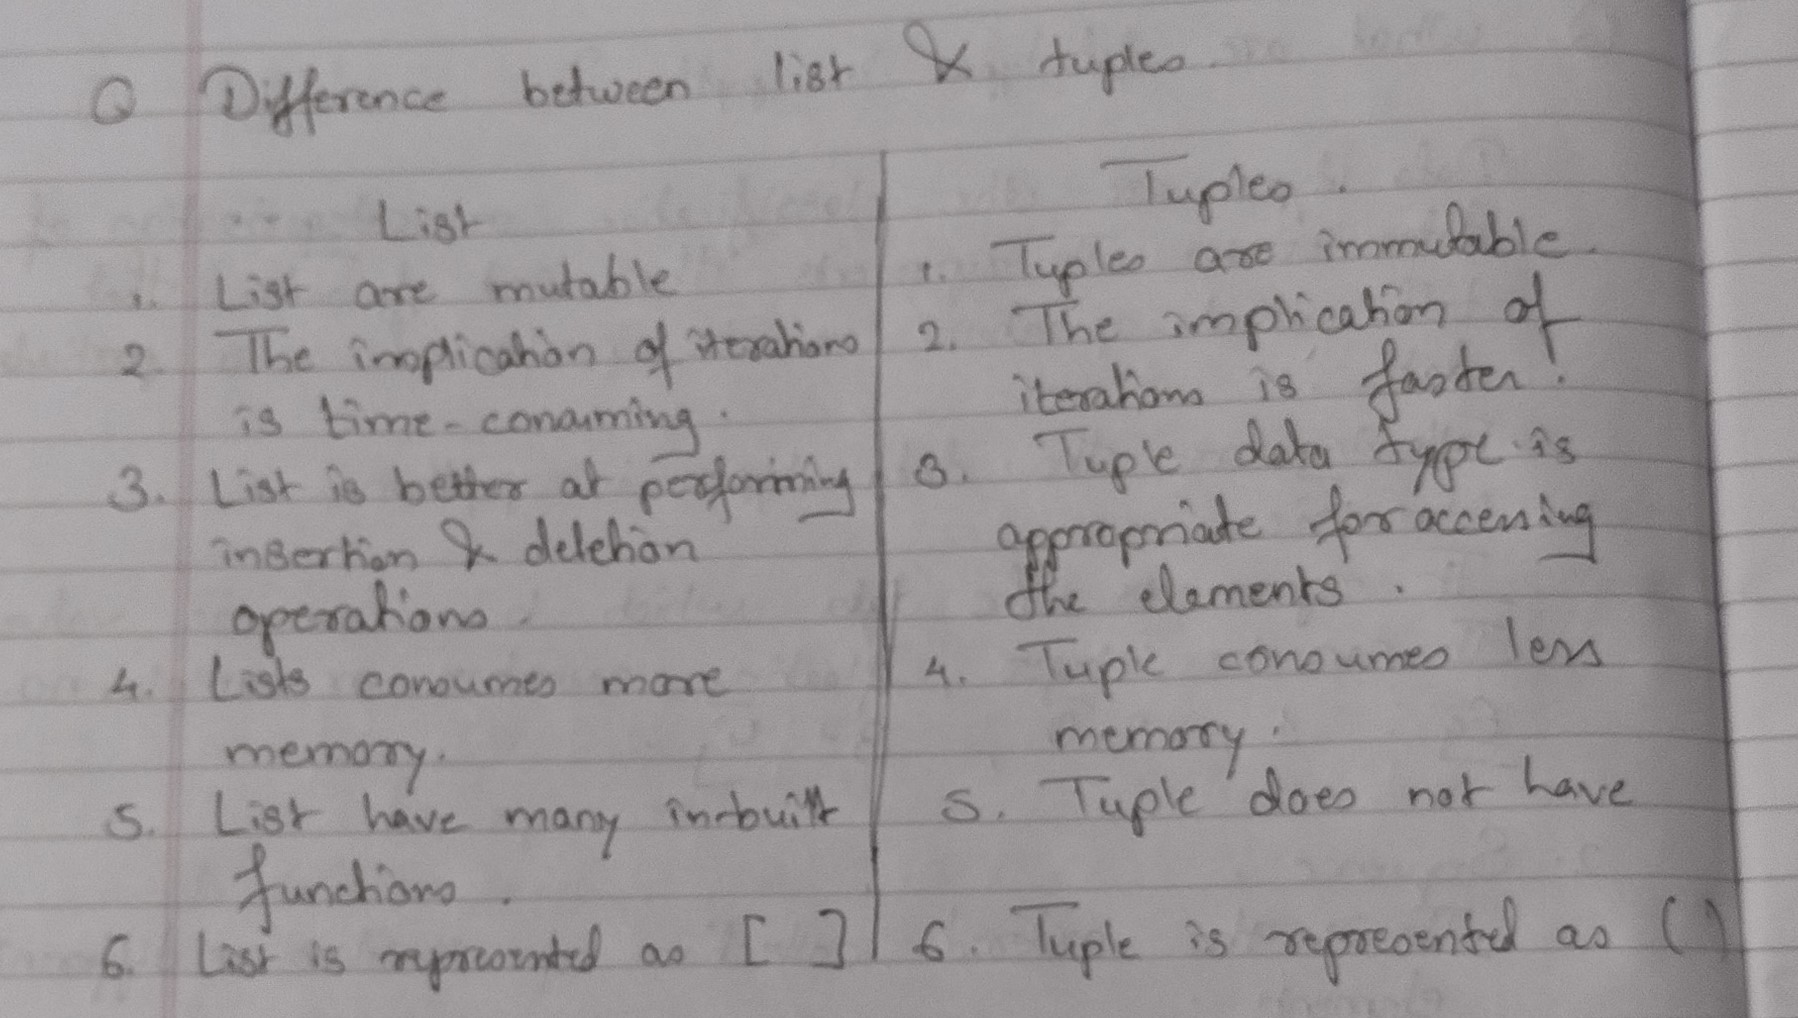 Q Difference between list & tuples
List
1. List are mutable
2. The implication of iterations
is time-consuming.
3. List is better at performing
insertion & deletion
operations.
4. Lists consumes more
memory.
5. List have many in-built
functions.
6. List is represented as [ ]
Tuples.
1. Tuples are immutable.
2. The implication of
iterations is faster.
3. Tuple data type is
appropriate for accessing
the elements.
4. Tuple consumes less
memory.
5. Tuple does not have
6. Tuple is represented as ( )